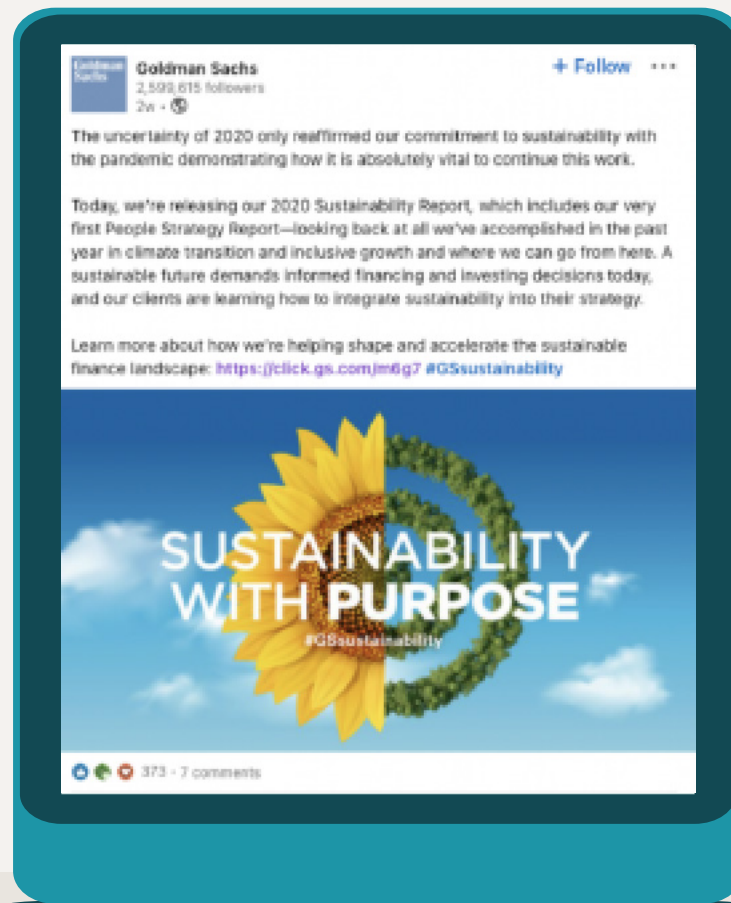 Goldman Sachs
Goldman Sachs
2,599,615 followers
2w •
+ Follow
The uncertainty of 2020 only reaffirmed our commitment to sustainability with
the pandemic demonstrating how it is absolutely vital to continue this work.
Today, we're releasing our 2020 Sustainability Report, which includes our very
first People Strategy Report—looking back at all we've accomplished in the past
year in climate transition and inclusive growth and where we can go from here. A
sustainable future demands informed financing and investing decisions today,
and our clients are learning how to integrate sustainability into their strategy.
Learn more about how we're helping shape and accelerate the sustainable
finance landscape: https://click.gs.com/m6g7 #GSsustainability
SUSTAINABILITY
WITH PURPOSE
#GSsustainability
373 • 7 comments